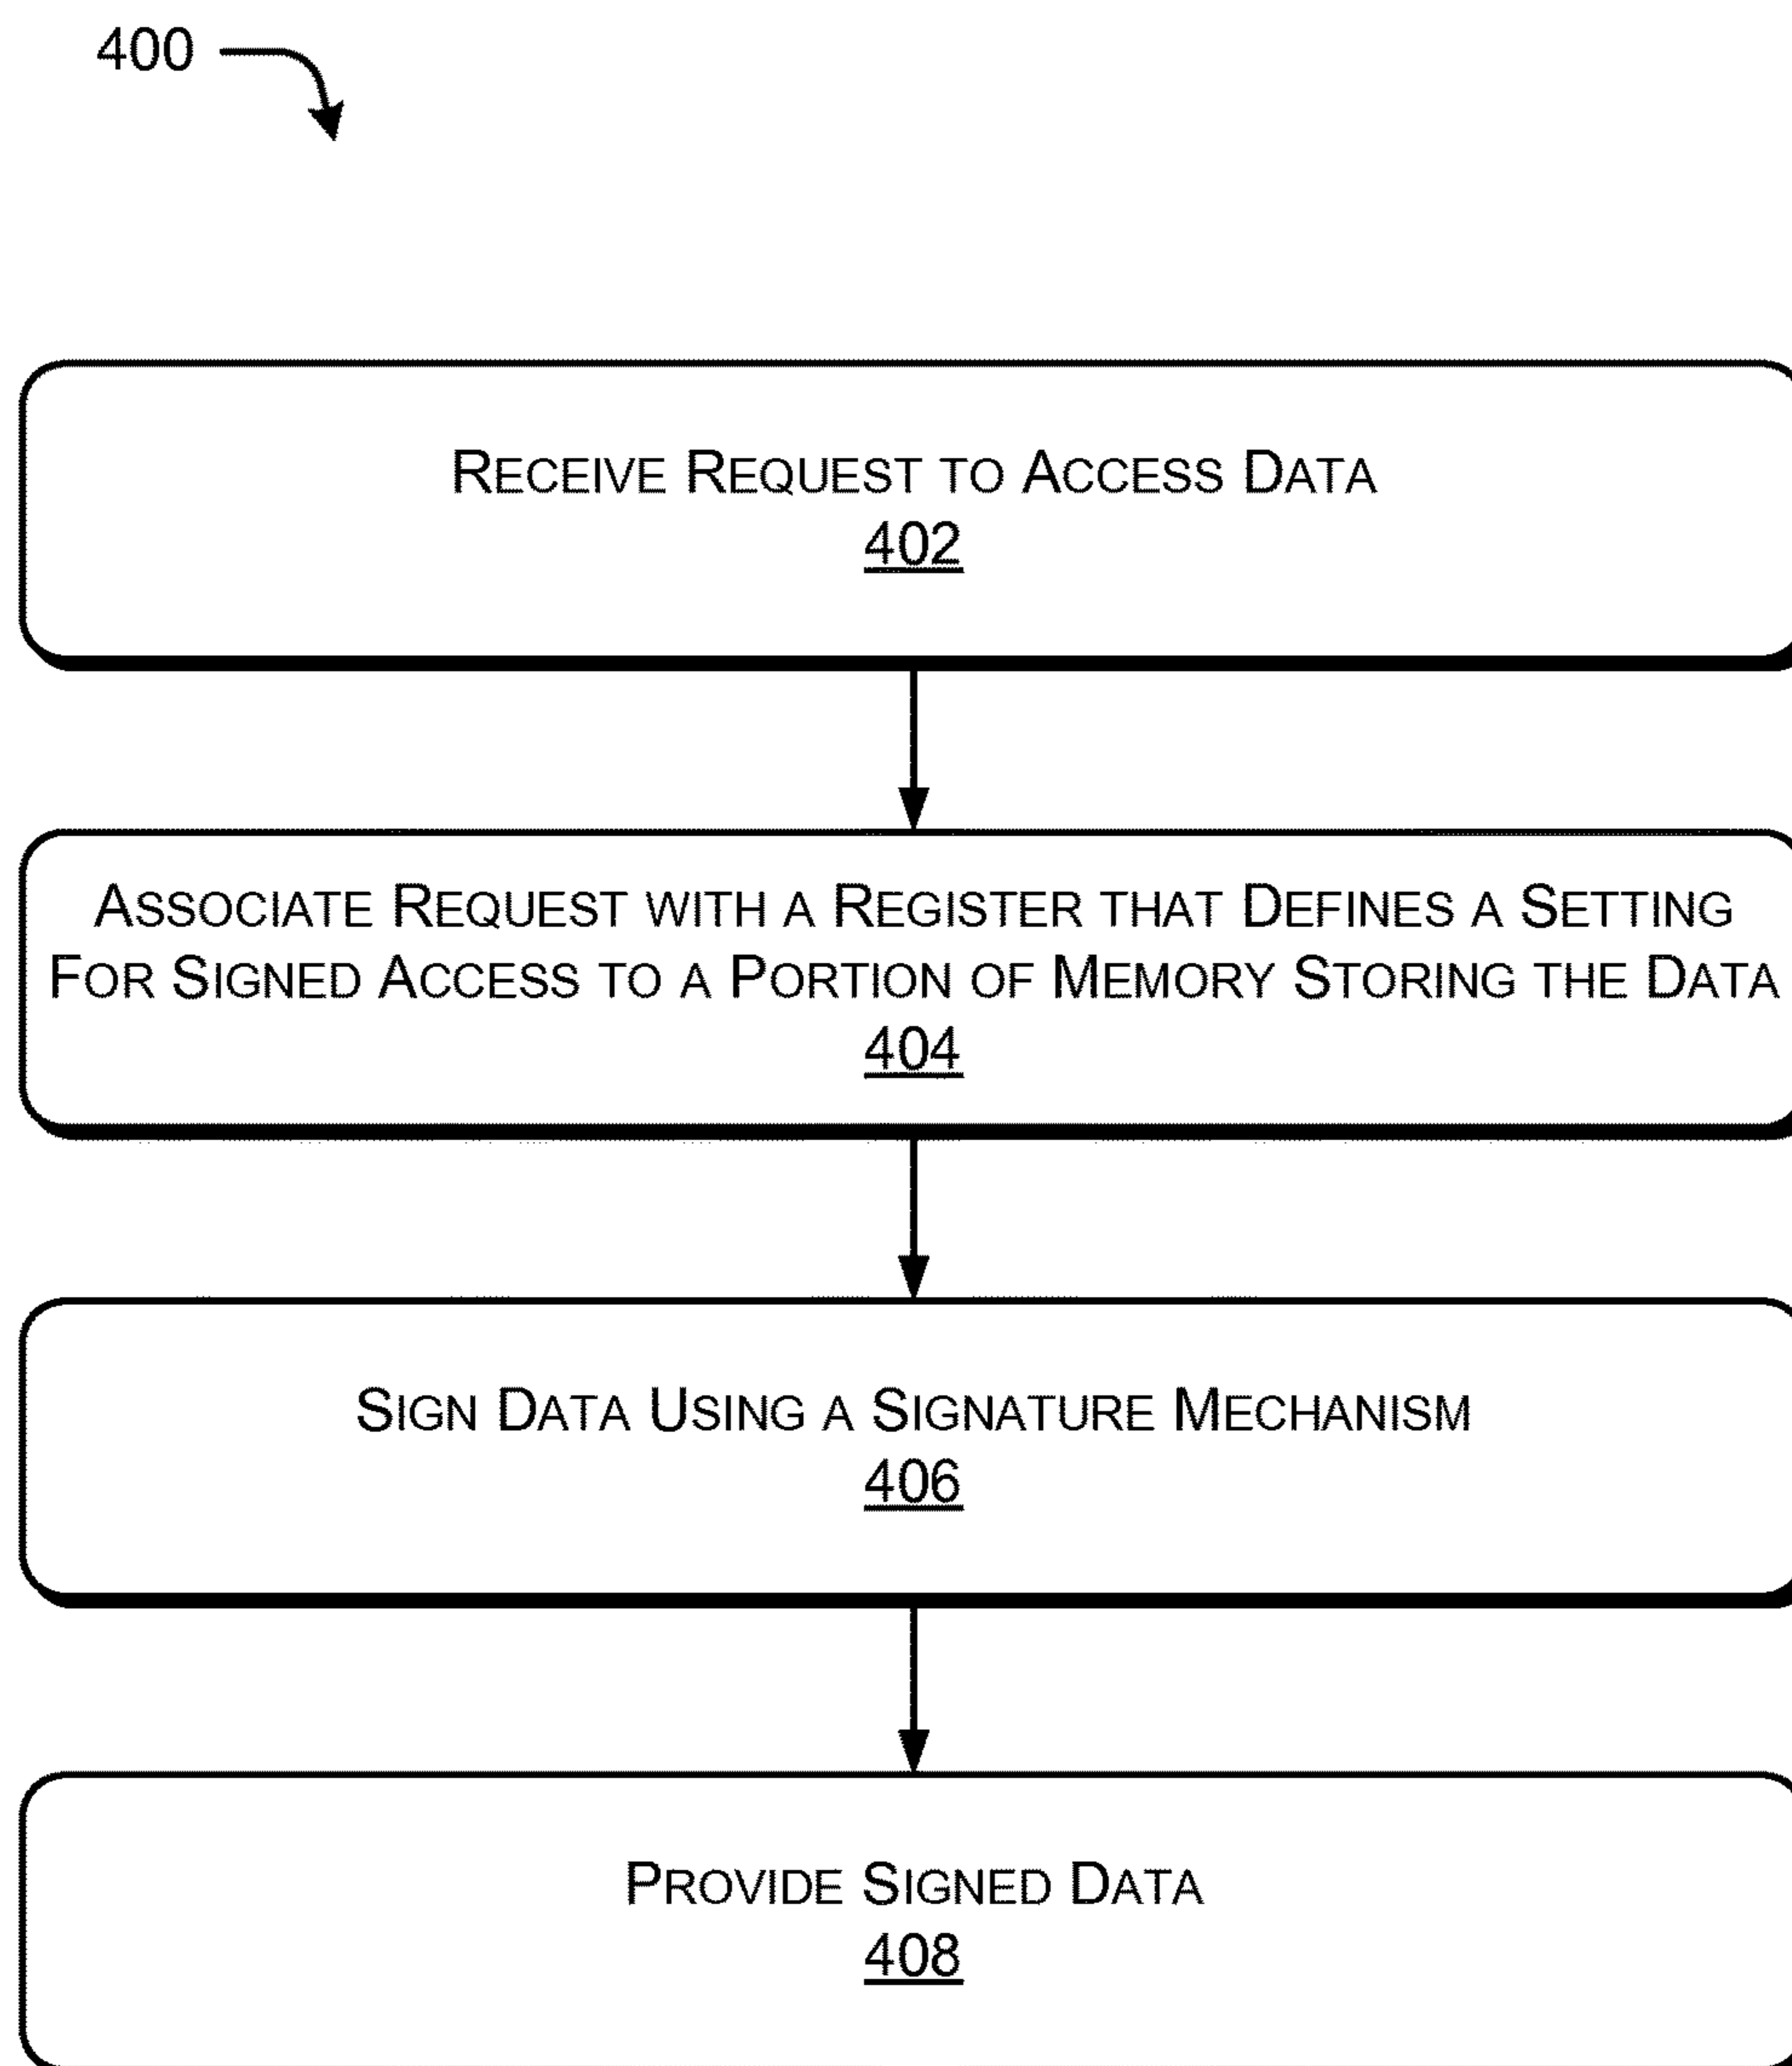 400
Receive Request to Access Data
402
Associate Request with a Register that Defines a Setting
For Signed Access to a Portion of Memory Storing the Data
404
Sign Data Using a Signature Mechanism
406
Provide Signed Data
408